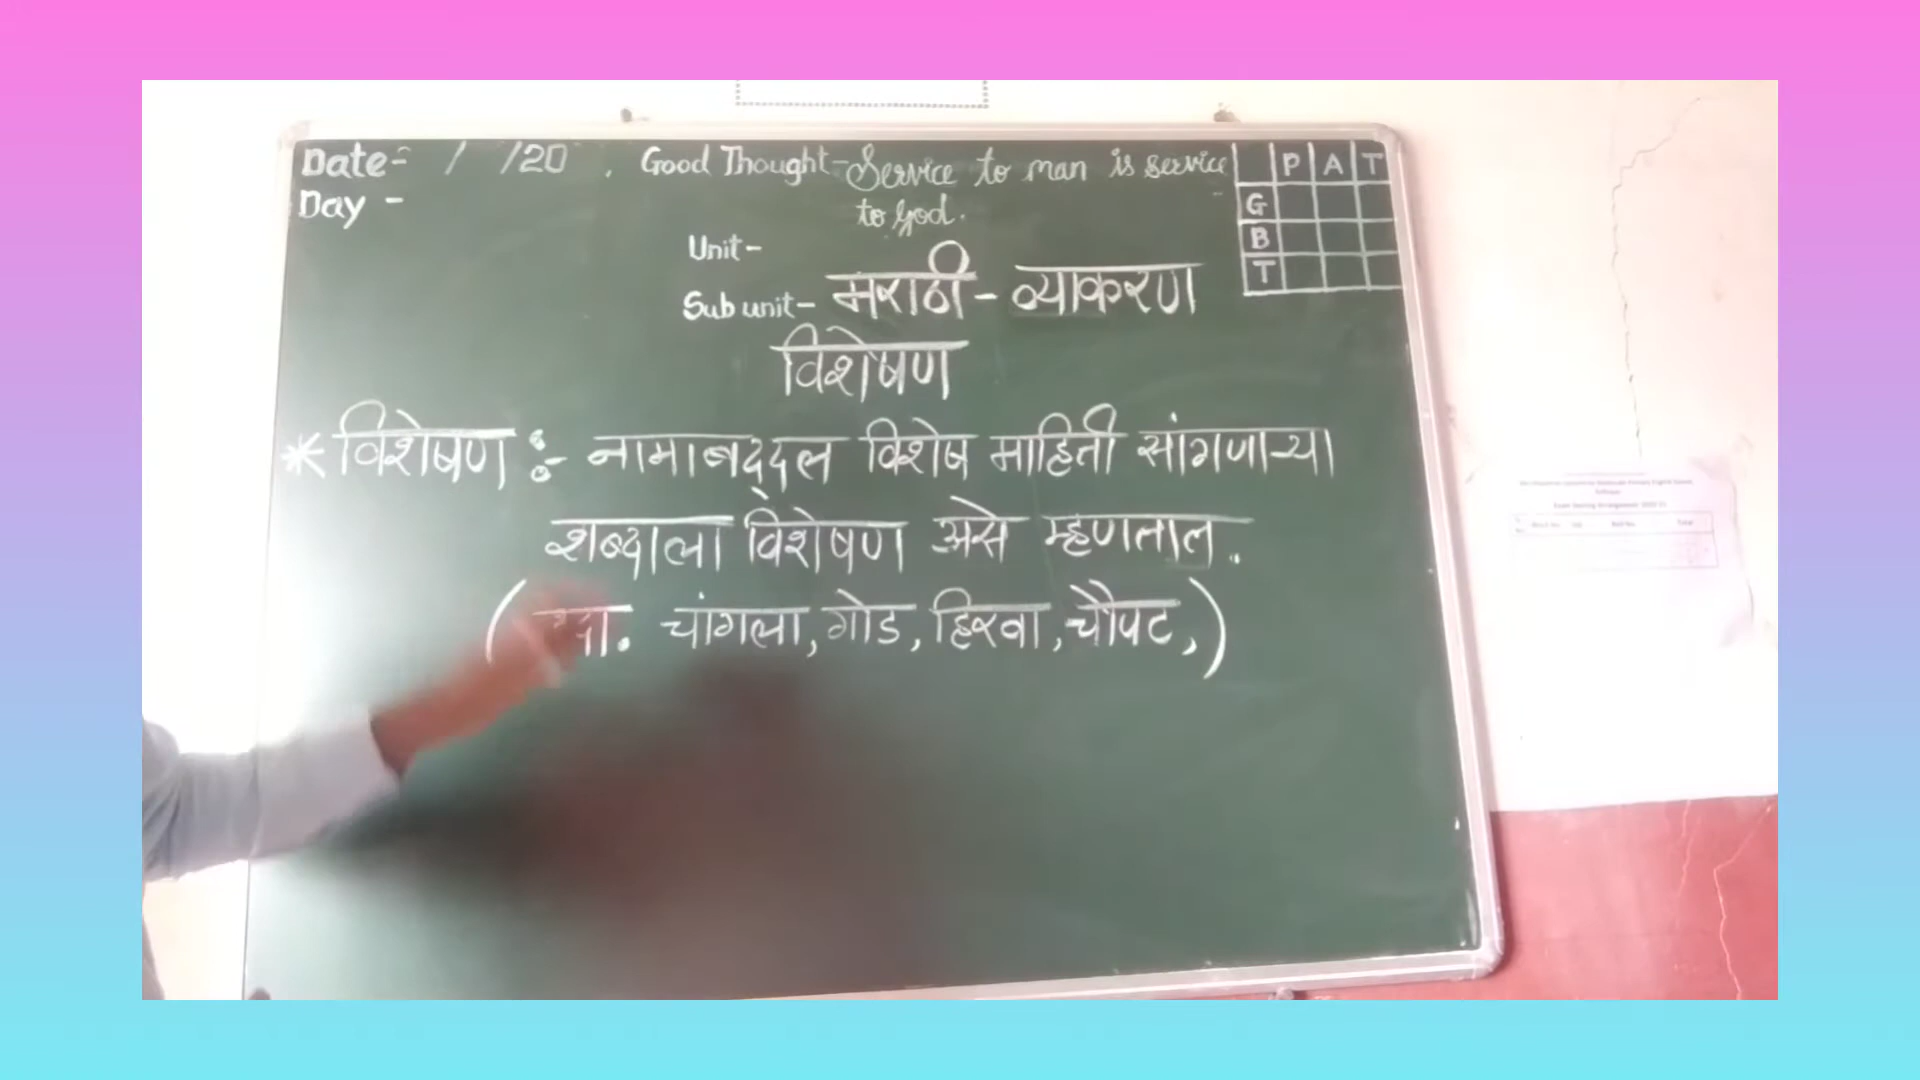 Date- / /20 . Good Thought- Service to man is service
Day - to God.
P A T
G
B
T
Unit-
Sub unit- मराठी - व्याकरण
विशेषण
* विशेषण :- नामाबद्दल विशेष माहिती सांगणाऱ्या
शब्दाला विशेषण असे म्हणतात.
( चांगला, गोड, हिरवा, चौपट, )